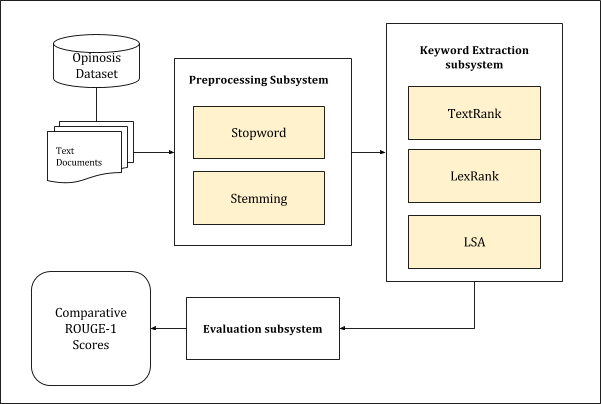 Opinosis
Dataset
Text
Documents
Preprocessing Subsystem
Stopword
Stemming
Keyword Extraction
subsystem
TextRank
LexRank
LSA
Evaluation subsystem
Comparative
ROUGE-1
Scores